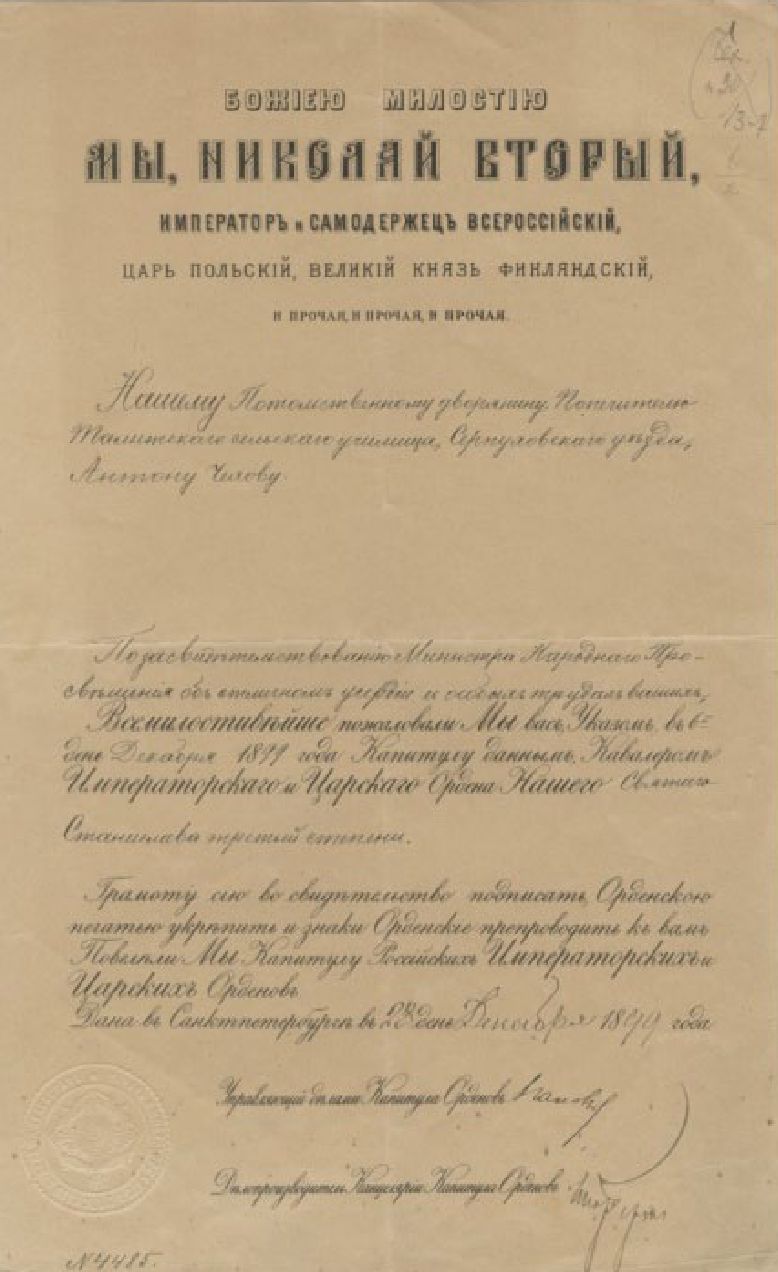 БОЖІЕЮ МИЛОСТІЮ
МЫ, НИКОЛАЙ ВТОРЫЙ,
ИМПЕРАТОРЪ и САМОДЕРЖЕЦЪ ВСЕРОССІЙСКІЙ,
ЦАРЬ ПОЛЬСКІЙ, ВЕЛИКІЙ КНЯЗЬ ФИНЛЯНДСКІЙ,
И ПРОЧАЯ, И ПРОЧАЯ, И ПРОЧАЯ.
Нашему Потомственному дворянину. Попечителю
Талежскаго сельскаго училища, Серпуховскаго уѣзда,
Антону Чехову.
По засвидѣтельствованію Министра Народнаго Про-
свѣщенія объ отличномъ усердіи и особыхъ трудахъ вашихъ,
Всемилостивѣйше пожаловали Мы васъ, Указомъ, въ 6-й
день Декабря 1899 года Капитулу даннымъ, Кавалеромъ
Императорскаго и Царскаго Ордена Нашего Святаго
Станислава третьей степени.
Грамоту сію во свидѣтельство подписать, Орденскою
печатью укрѣпить и знаки Орденскіе препроводить къ вамъ
Повелѣли Мы Капитулу Россійскихъ Императорскихъ и
Царскихъ Орденовъ
Дана въ Санктпетербургѣ въ 28 день Декабря 1899 года
Управляющій дѣлами Капитула Орденовъ
Дѣлопроизводитель Канцеляріи Капитула Орденовъ
N 4485.